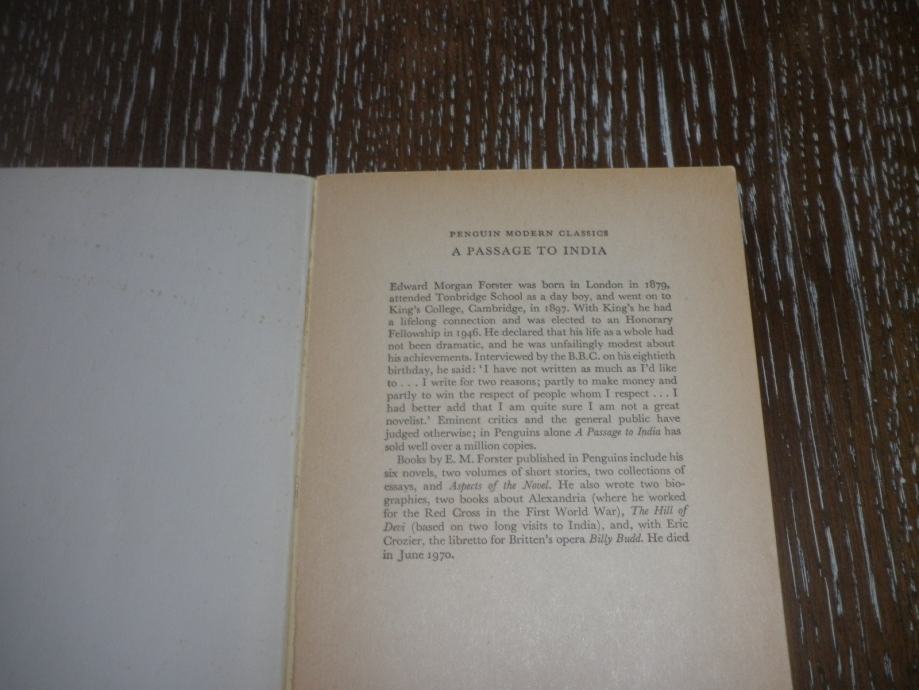 PENGUIN MODERN CLASSICS
A PASSAGE TO INDIA
Edward Morgan Forster was born in London in 1879,
attended Tonbridge School as a day boy, and went on to
King's College, Cambridge, in 1897. With King's he had
a lifelong connection and was elected to an Honorary
Fellowship in 1946. He declared that his life as a whole had
not been dramatic, and he was unfailingly modest about
his achievements. Interviewed by the B.B.C. on his eightieth
birthday, he said: 'I have not written as much as I'd like
to . . . I write for two reasons; partly to make money and
partly to win the respect of people whom I respect . . . I
had better add that I am quite sure I am not a great
novelist.' Eminent critics and the general public have
judged otherwise; in Penguins alone A Passage to India has
sold well over a million copies.
Books by E. M. Forster published in Penguins include his
six novels, two volumes of short stories, two collections of
essays, and Aspects of the Novel. He also wrote two bio-
graphies, two books about Alexandria (where he worked
for the Red Cross in the First World War), The Hill of
Devi (based on two long visits to India), and, with Eric
Crozier, the libretto for Britten's opera Billy Budd. He died
in June 1970.